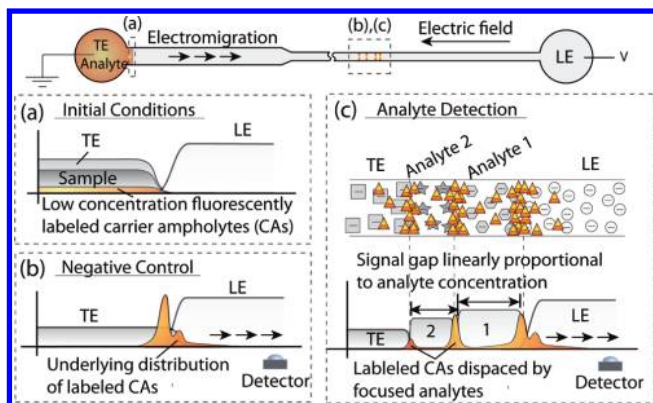 (a)
(b),(c)
Electric field
TE
Analyte
Electromigration
LE
V
(a) Initial Conditions
TE
LE
Sample
Low concentration fluorescently
labeled carrier ampholytes (CAs)
(b) Negative Control
LE
TE
Underlying distribution
of labeled CAs
Detector
(c) Analyte Detection
Analyte 2
Analyte 1
TE
LE
Signal gap linearly proportional
to analyte concentration
LE
TE
2
1
Labeled CAs dispaced by
focused analytes
Detector